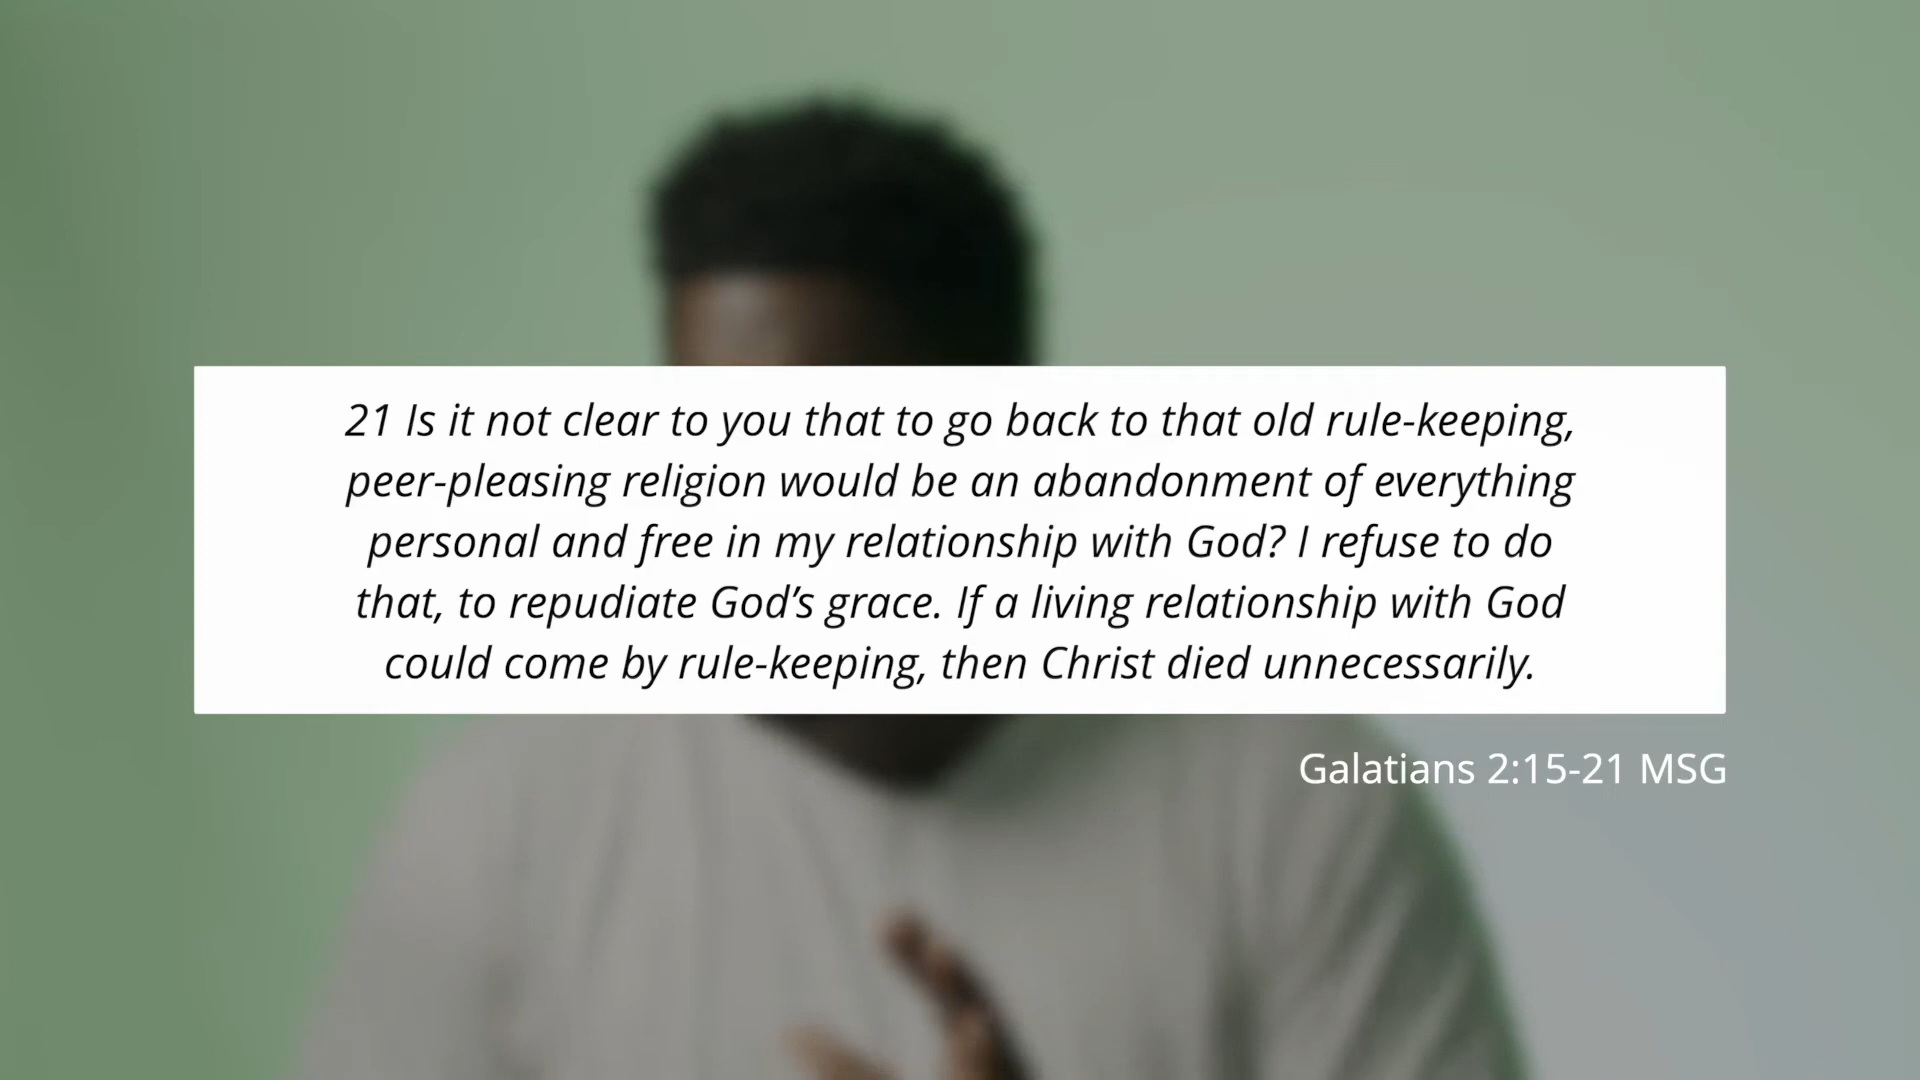 21 Is it not clear to you that to go back to that old rule-keeping,
peer-pleasing religion would be an abandonment of everything
personal and free in my relationship with God? I refuse to do
that, to repudiate God’s grace. If a living relationship with God
could come by rule-keeping, then Christ died unnecessarily.
Galatians 2:15-21 MSG